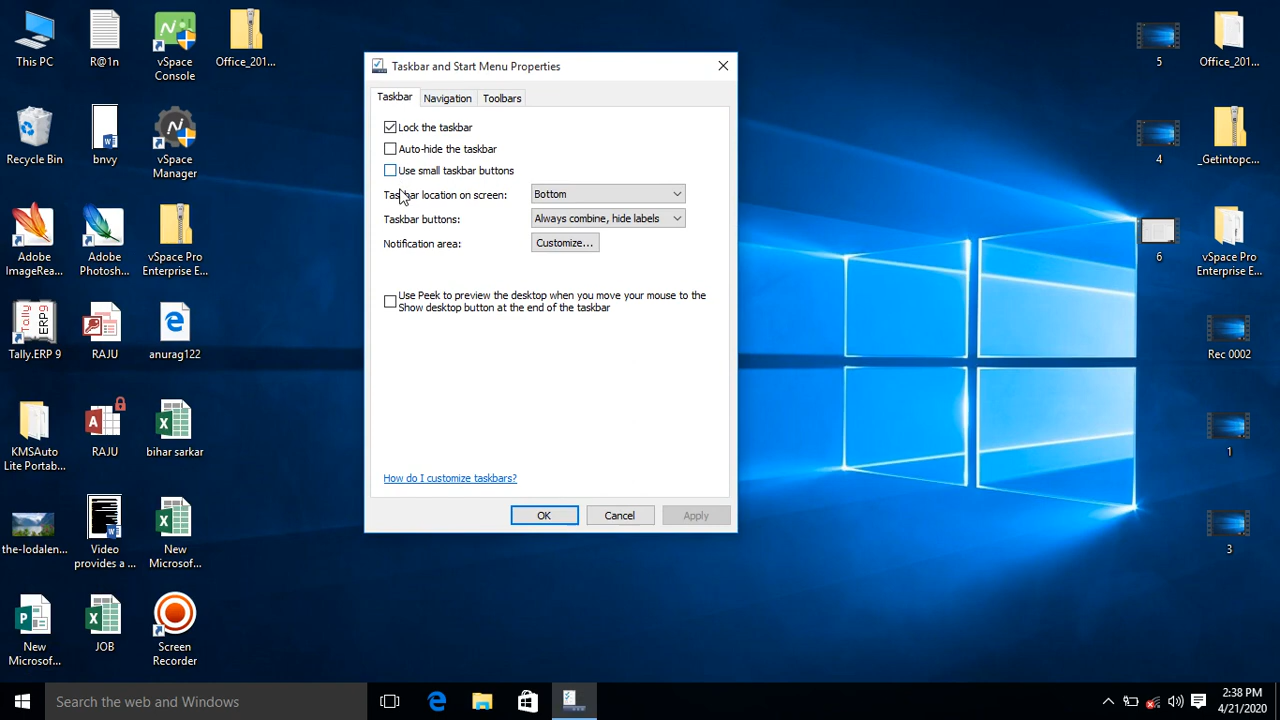 This PC
R@1n
vSpace
Console
Office_201...
Recycle Bin
bnvy
vSpace
Manager
Adobe
ImageRea...
Adobe
Photosh...
vSpace Pro
Enterprise E...
Tally.ERP 9
RAJU
anurag122
KMSAuto
Lite Portab...
RAJU
bihar sarkar
the-lodalen...
Video
provides a ...
New
Microsof...
New
Microsof...
JOB
Screen
Recorder
Taskbar and Start Menu Properties
Taskbar
Navigation
Toolbars
Lock the taskbar
Auto-hide the taskbar
Use small taskbar buttons
Taskbar location on screen:
Bottom
Taskbar buttons:
Always combine, hide labels
Notification area:
Customize...
Use Peek to preview the desktop when you move your mouse to the
Show desktop button at the end of the taskbar
How do I customize taskbars?
OK
Cancel
Apply
5
Office_201...
4
_Getintopc...
6
vSpace Pro
Enterprise E...
Rec 0002
1
3
Search the web and Windows
2:38 PM
4/21/2020